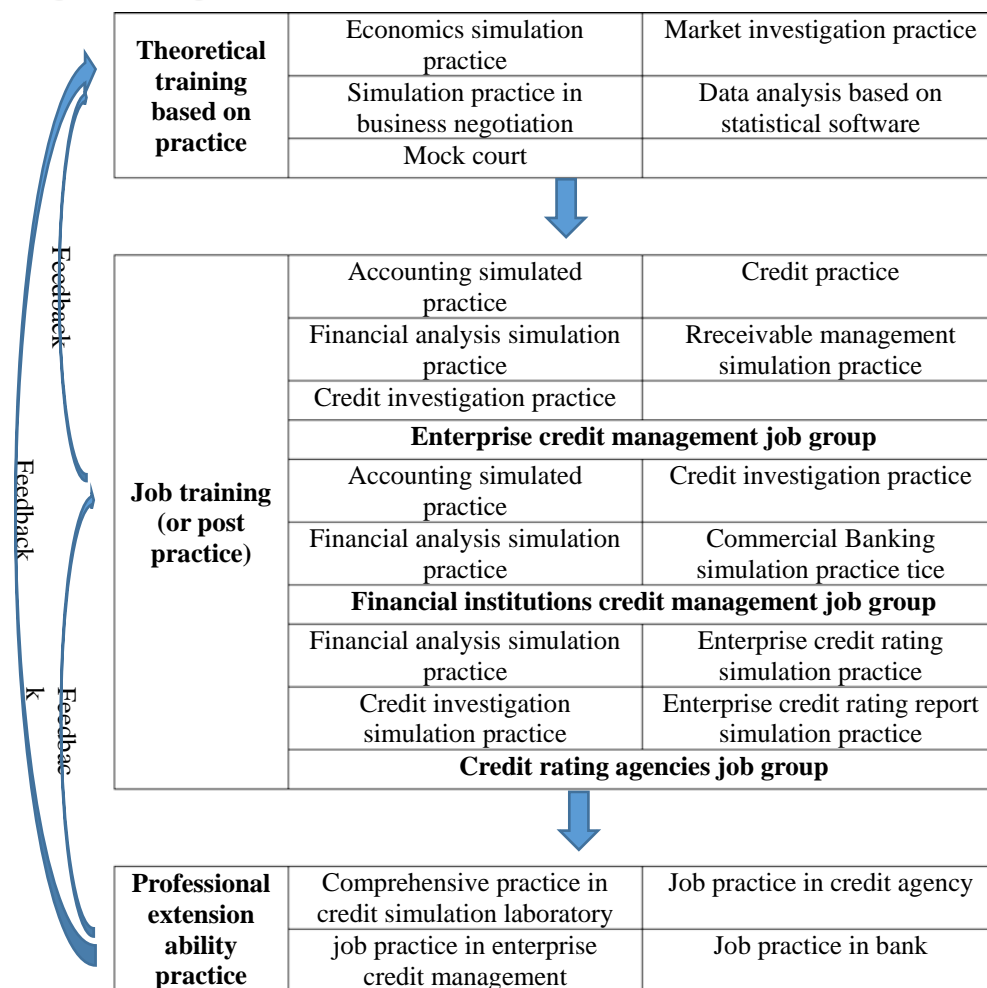 Theoretical
training
based on
practice
Economics simulation
practice
Market investigation practice
Simulation practice in
business negotiation
Data analysis based on
statistical software
Mock court
Feedback
Feedback
k
Feedbac
k
Job training
(or post
practice)
Accounting simulated
practice
Credit practice
Financial analysis simulation
practice
Rreceivable management
simulation practice
Credit investigation practice
Enterprise credit management job group
Accounting simulated
practice
Credit investigation practice
Financial analysis simulation
practice
Commercial Banking
simulation practice tice
Financial institutions credit management job group
Financial analysis simulation
practice
Enterprise credit rating
simulation practice
Credit investigation
simulation practice
Enterprise credit rating report
simulation practice
Credit rating agencies job group
Professional
extension
ability
practice
Comprehensive practice in
credit simulation laboratory
Job practice in credit agency
job practice in enterprise
credit management
Job practice in bank